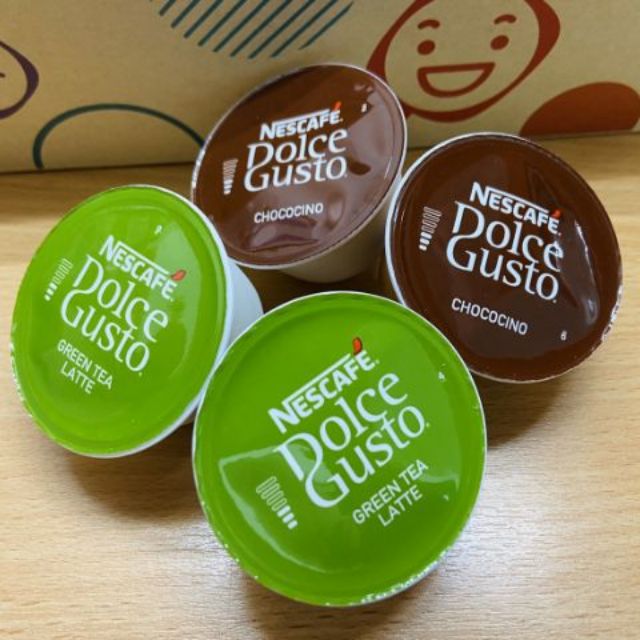 NESCAFÉ
Dolce
Gusto
CHOCOCINO
NESCAFÉ
Dolce
Gusto
CHOCOCINO
NESCAFÉ
Dolce
Gusto
GREEN TEA
LATTE
NESCAFÉ
Dolce
Gusto
GREEN TEA
LATTE